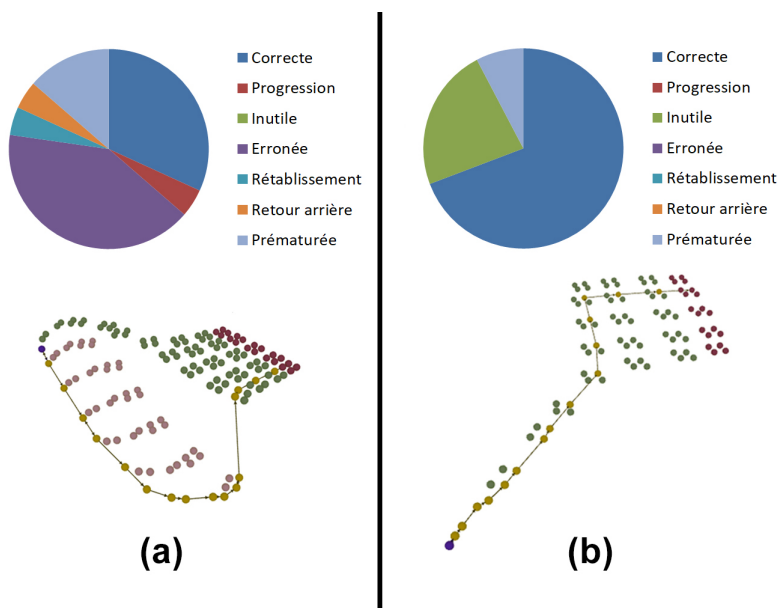 Correcte
Progression
Inutile
Erronée
Rétablissement
Retour arrière
Prématurée
(a)
Correcte
Progression
Inutile
Erronée
Rétablissement
Retour arrière
Prématurée
(b)